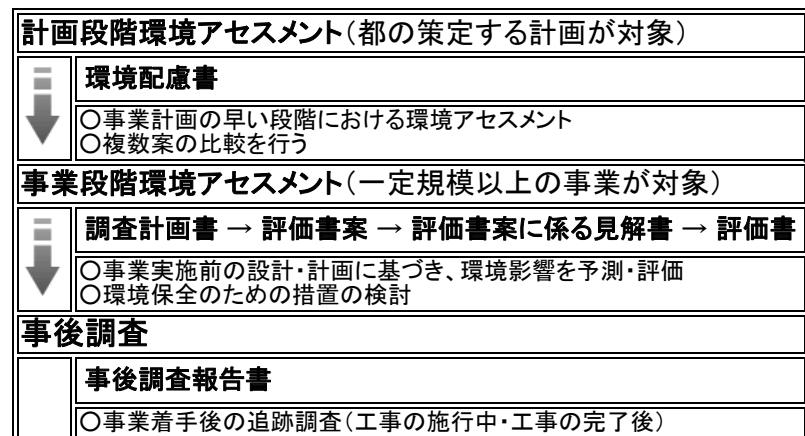 計画段階環境アセスメント（都の策定する計画が対象）
環境配慮書
○事業計画の早い段階における環境アセスメント
○複数案の比較を行う
事業段階環境アセスメント（一定規模以上の事業が対象）
調査計画書 → 評価書案 → 評価書案に係る見解書 → 評価書
○事業実施前の設計・計画に基づき、環境影響を予測・評価
○環境保全のための措置の検討
事後調査
事後調査報告書
○事業着手後の追跡調査（工事の施行中・工事の完了後）